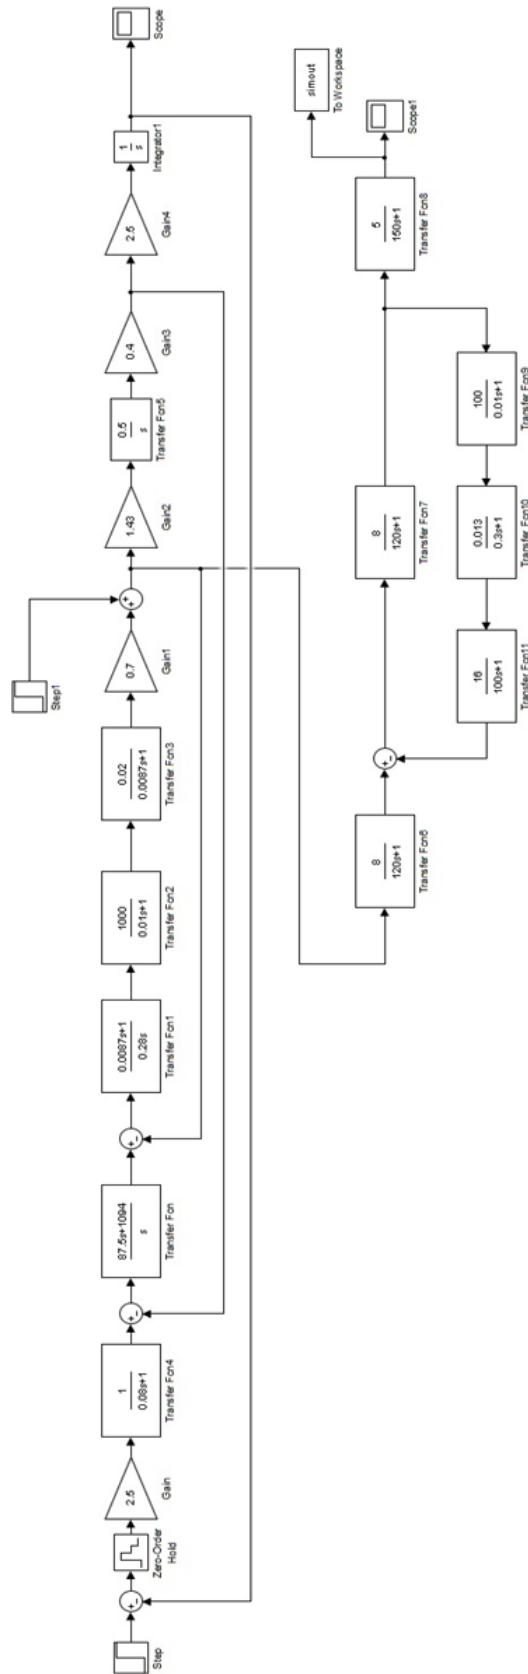 Step
+
-
Zero-Order
Hold
2.5
Gain
1
0.08s+1
Transfer Fcn4
+
-
87.5s+1094
s
Transfer Fcn
+
-
0.0087s+1
0.28s
Transfer Fcn1
1000
0.01s+1
Transfer Fcn2
0.02
0.0087s+1
Transfer Fcn3
0.7
Gain1
Step1
+
+
1.43
Gain2
0.5
s
Transfer Fcn5
0.4
Gain3
2.5
Gain4
1
s
Integrator1
Scope
8
120s+1
Transfer Fcn6
+
-
8
120s+1
Transfer Fcn7
5
150s+1
Transfer Fcn8
simout
To Workspace
Scope1
100
0.01s+1
Transfer Fcn9
0.013
0.3s+1
Transfer Fcn10
16
100s+1
Transfer Fcn11